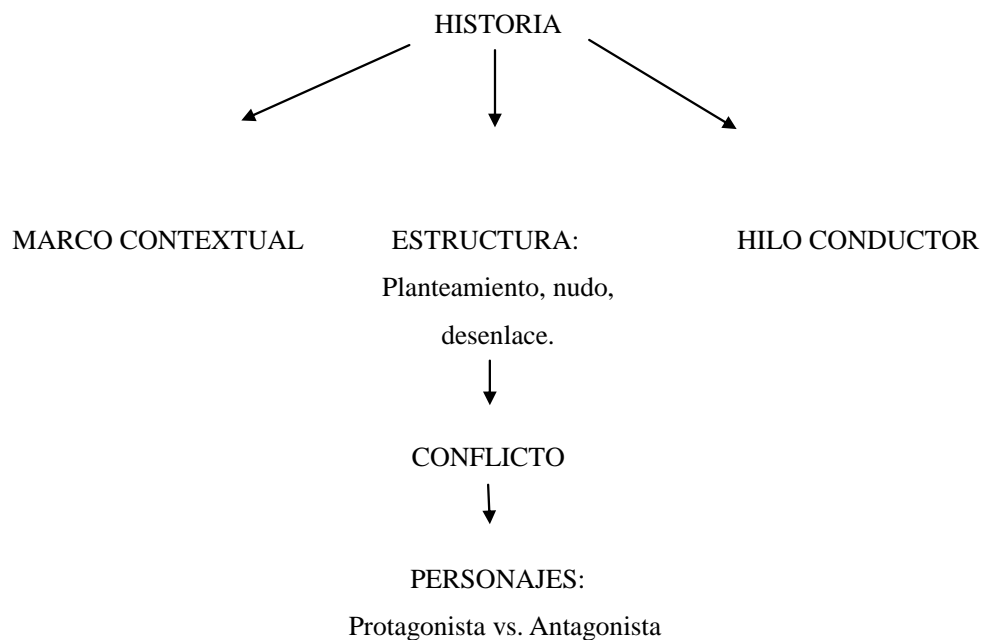 HISTORIA
MARCO CONTEXTUAL
ESTRUCTURA:
Planteamiento, nudo,
desenlace.
HILO CONDUCTOR
CONFLICTO
PERSONAJES:
Protagonista vs. Antagonista